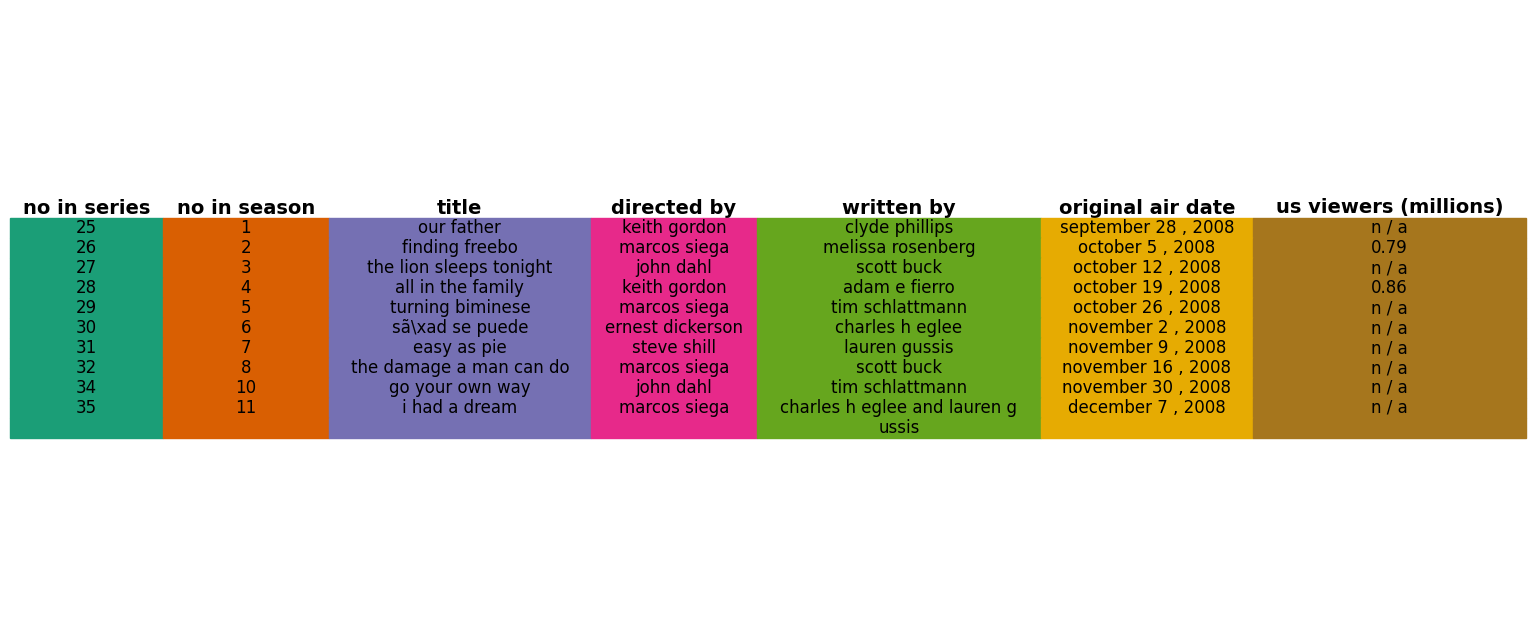 no in series no in season title directed by written by original air date us viewers (millions)
25 1 our father keith gordon clyde phillips september 28 , 2008 n / a
26 2 finding freebo marcos siega melissa rosenberg october 5 , 2008 0.79
27 3 the lion sleeps tonight john dahl scott buck october 12 , 2008 n / a
28 4 all in the family keith gordon adam e fierro october 19 , 2008 0.86
29 5 turning biminese marcos siega tim schlattmann october 26 , 2008 n / a
30 6 sã\xad se puede ernest dickerson charles h eglee november 2 , 2008 n / a
31 7 easy as pie steve shill lauren gussis november 9 , 2008 n / a
32 8 the damage a man can do marcos siega scott buck november 16 , 2008 n / a
34 10 go your own way john dahl tim schlattmann november 30 , 2008 n / a
35 11 i had a dream marcos siega charles h eglee and lauren g december 7 , 2008 n / a
ussis